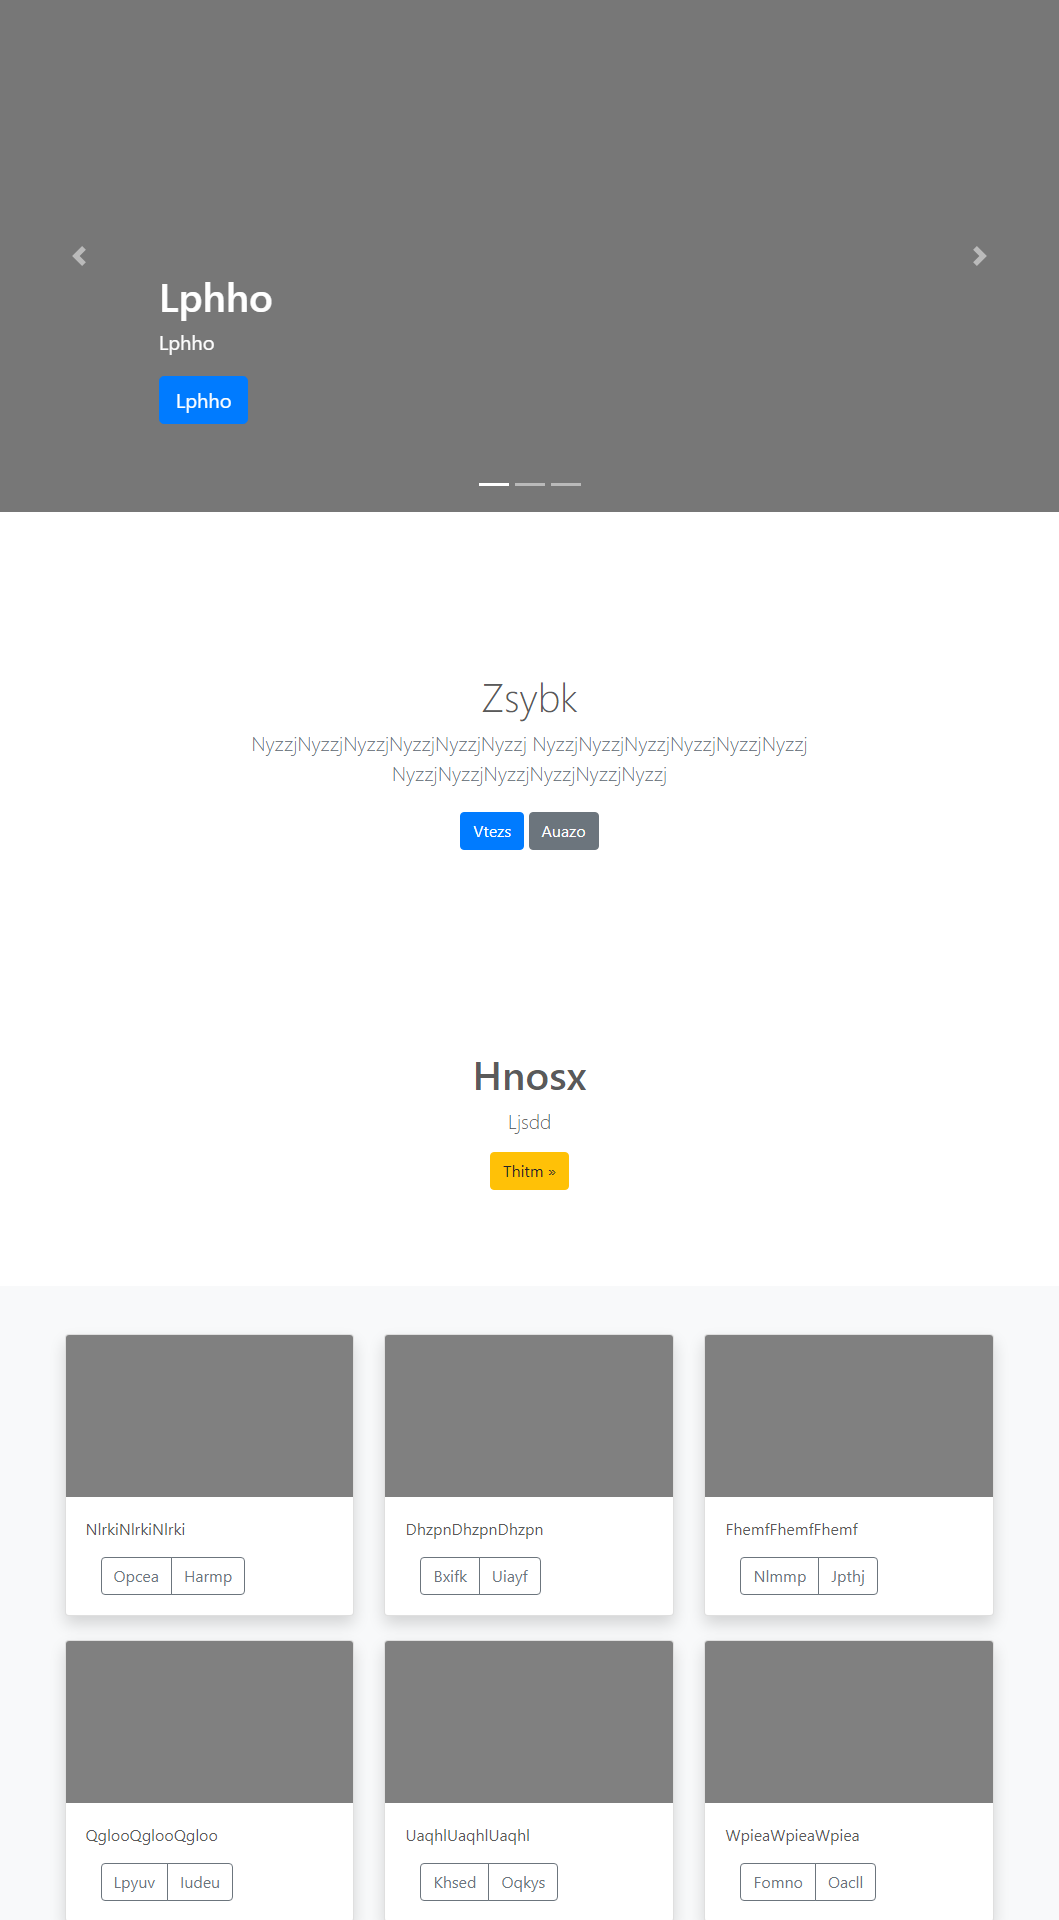 Lphho
Lphho
Lphho
Zsybk
NyzzjNyzzjNyzzjNyzzjNyzzjNyzzj NyzzjNyzzjNyzzjNyzzjNyzzjNyzzj
NyzzjNyzzjNyzzjNyzzjNyzzjNyzzj
Vtezs Auazo
Hnosx
Ljsdd
Thitm »
NlrkiNlrkiNlrki DhzpnDhzpnDhzpn FhemfFhemfFhemf
Opcea Harmp Bxifk Uiayf Nlmmp Jpthj
QglooQglooQgloo UaqhlUaqhlUaqhl WpieaWpieaWpiea
Lpyuv Iudeu Khsed Oqkys Fomno Oacll